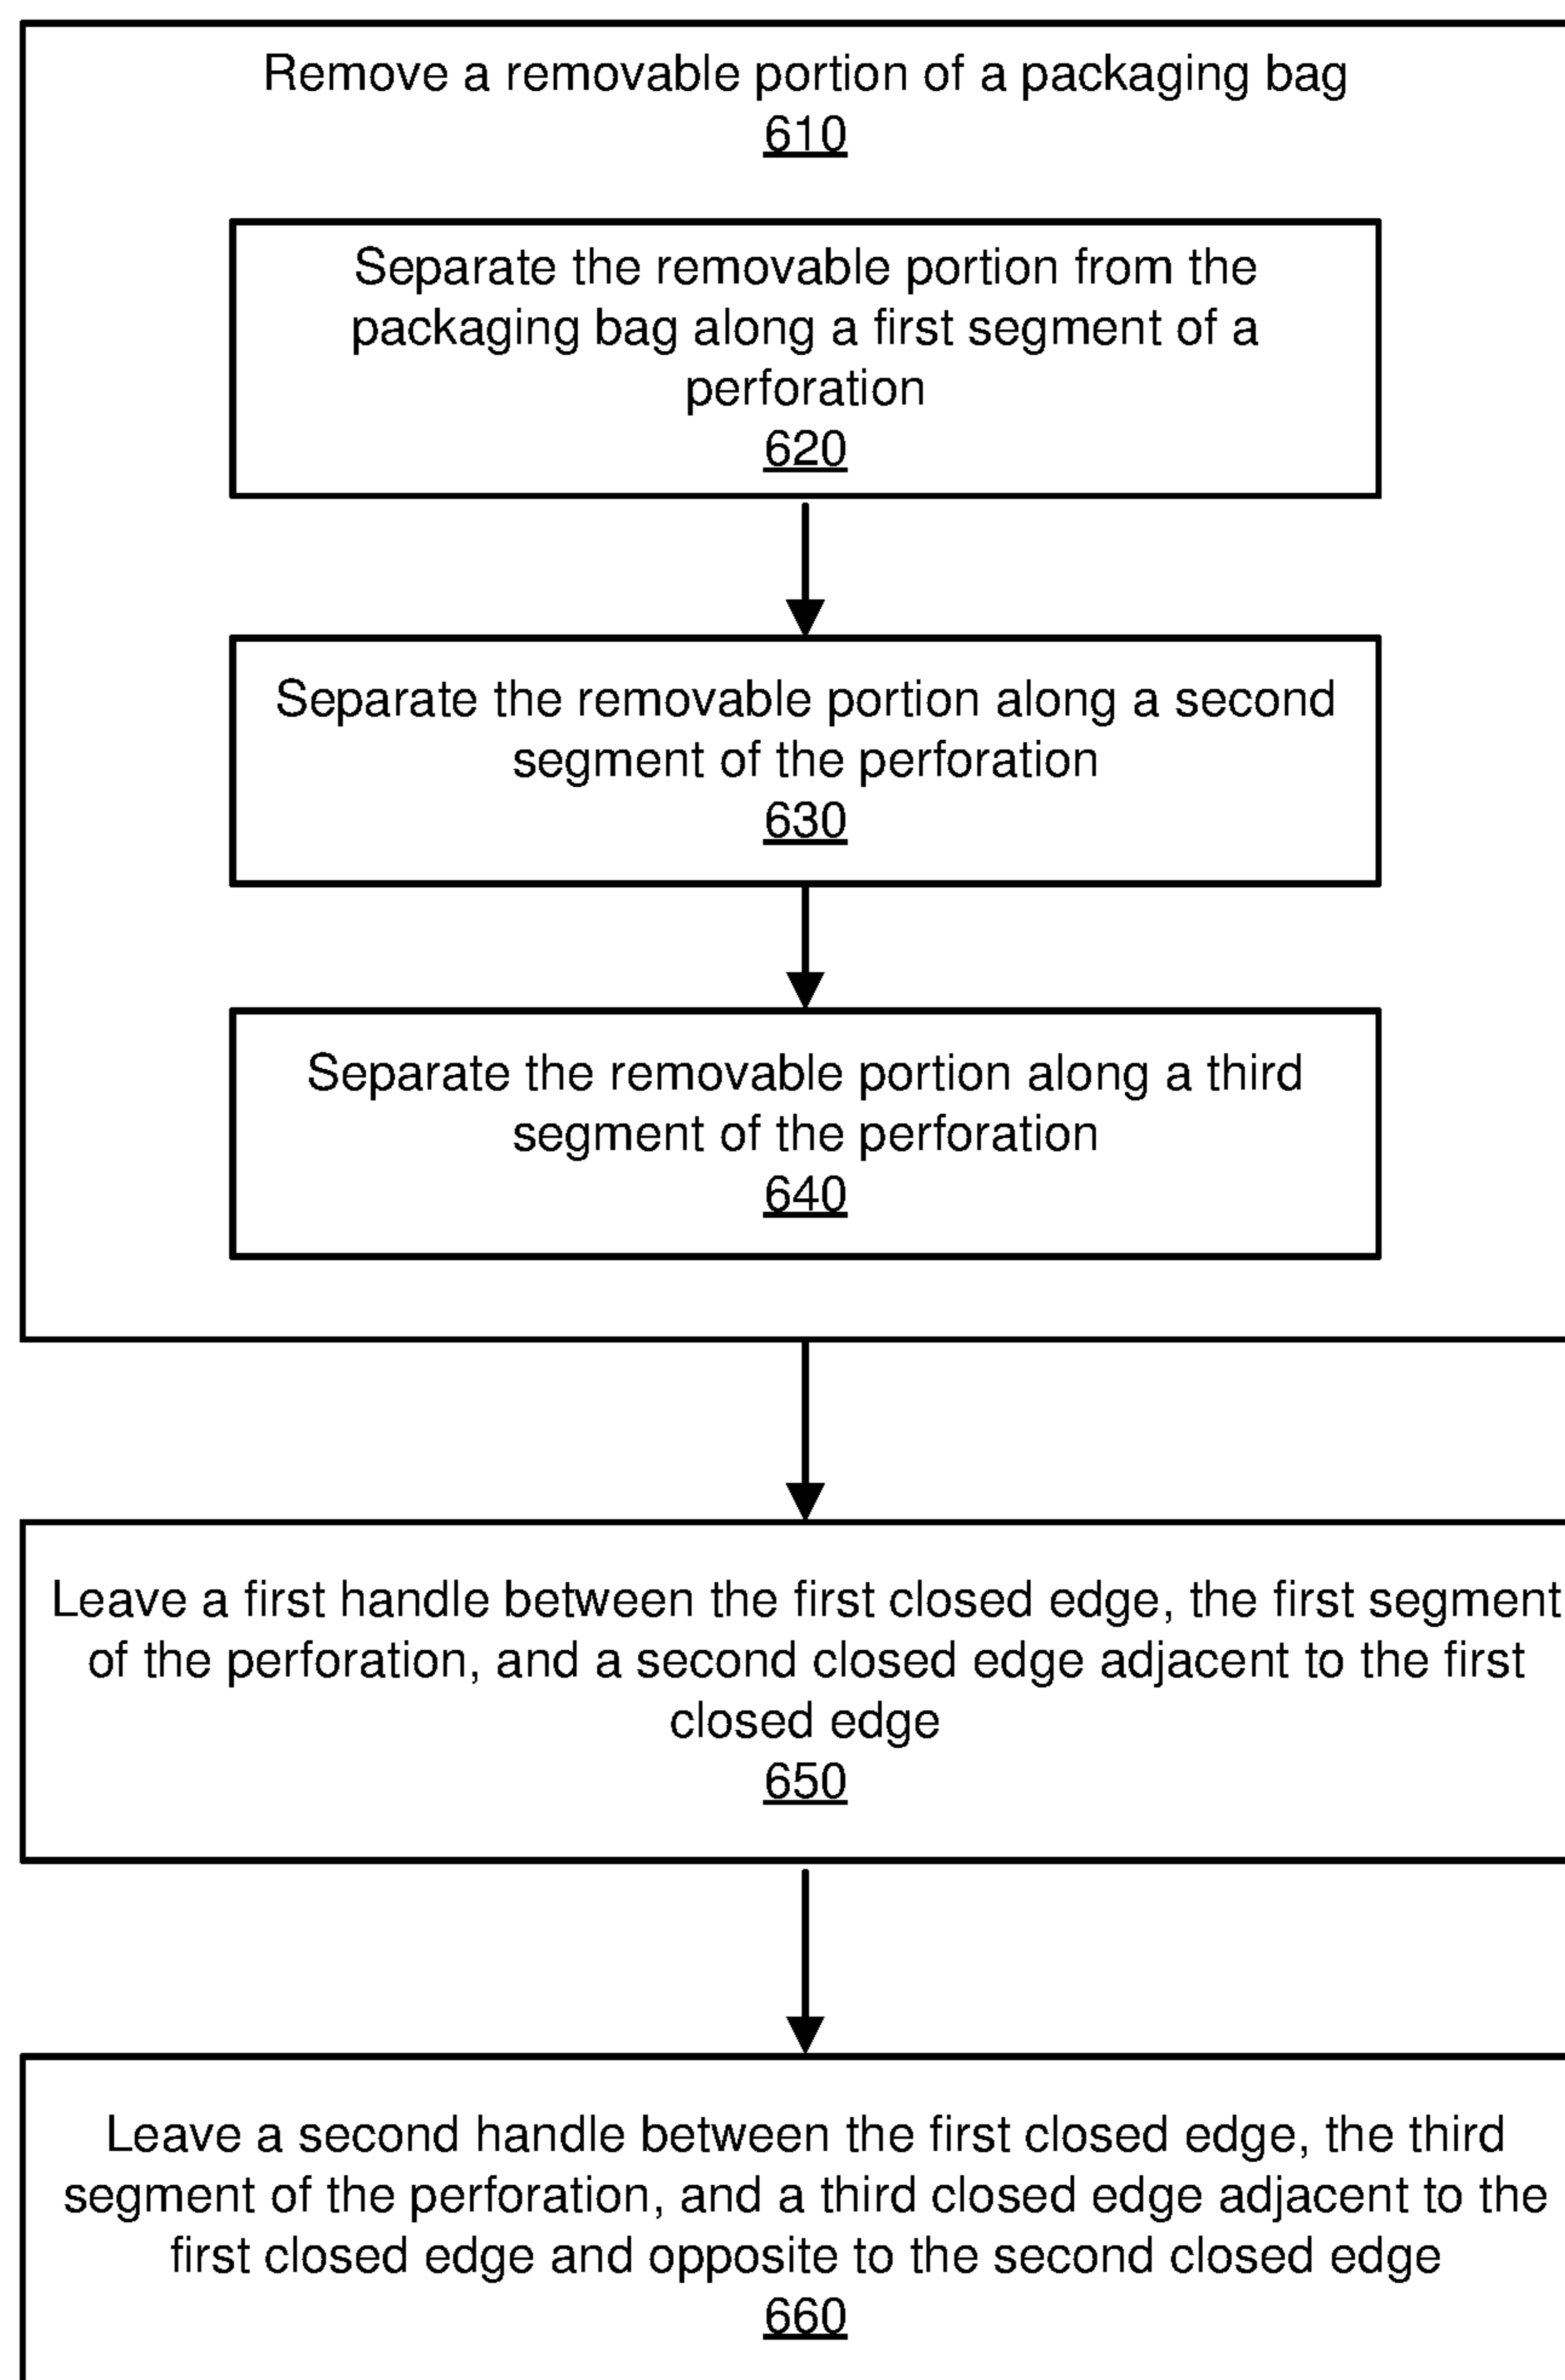 Remove a removable portion of a packaging bag
610
Separate the removable portion from the
packaging bag along a first segment of a
perforation
620
Separate the removable portion along a second
segment of the perforation
630
Separate the removable portion along a third
segment of the perforation
640
Leave a first handle between the first closed edge, the first segment
of the perforation, and a second closed edge adjacent to the first
closed edge
650
Leave a second handle between the first closed edge, the third
segment of the perforation, and a third closed edge adjacent to the
first closed edge and opposite to the second closed edge
660